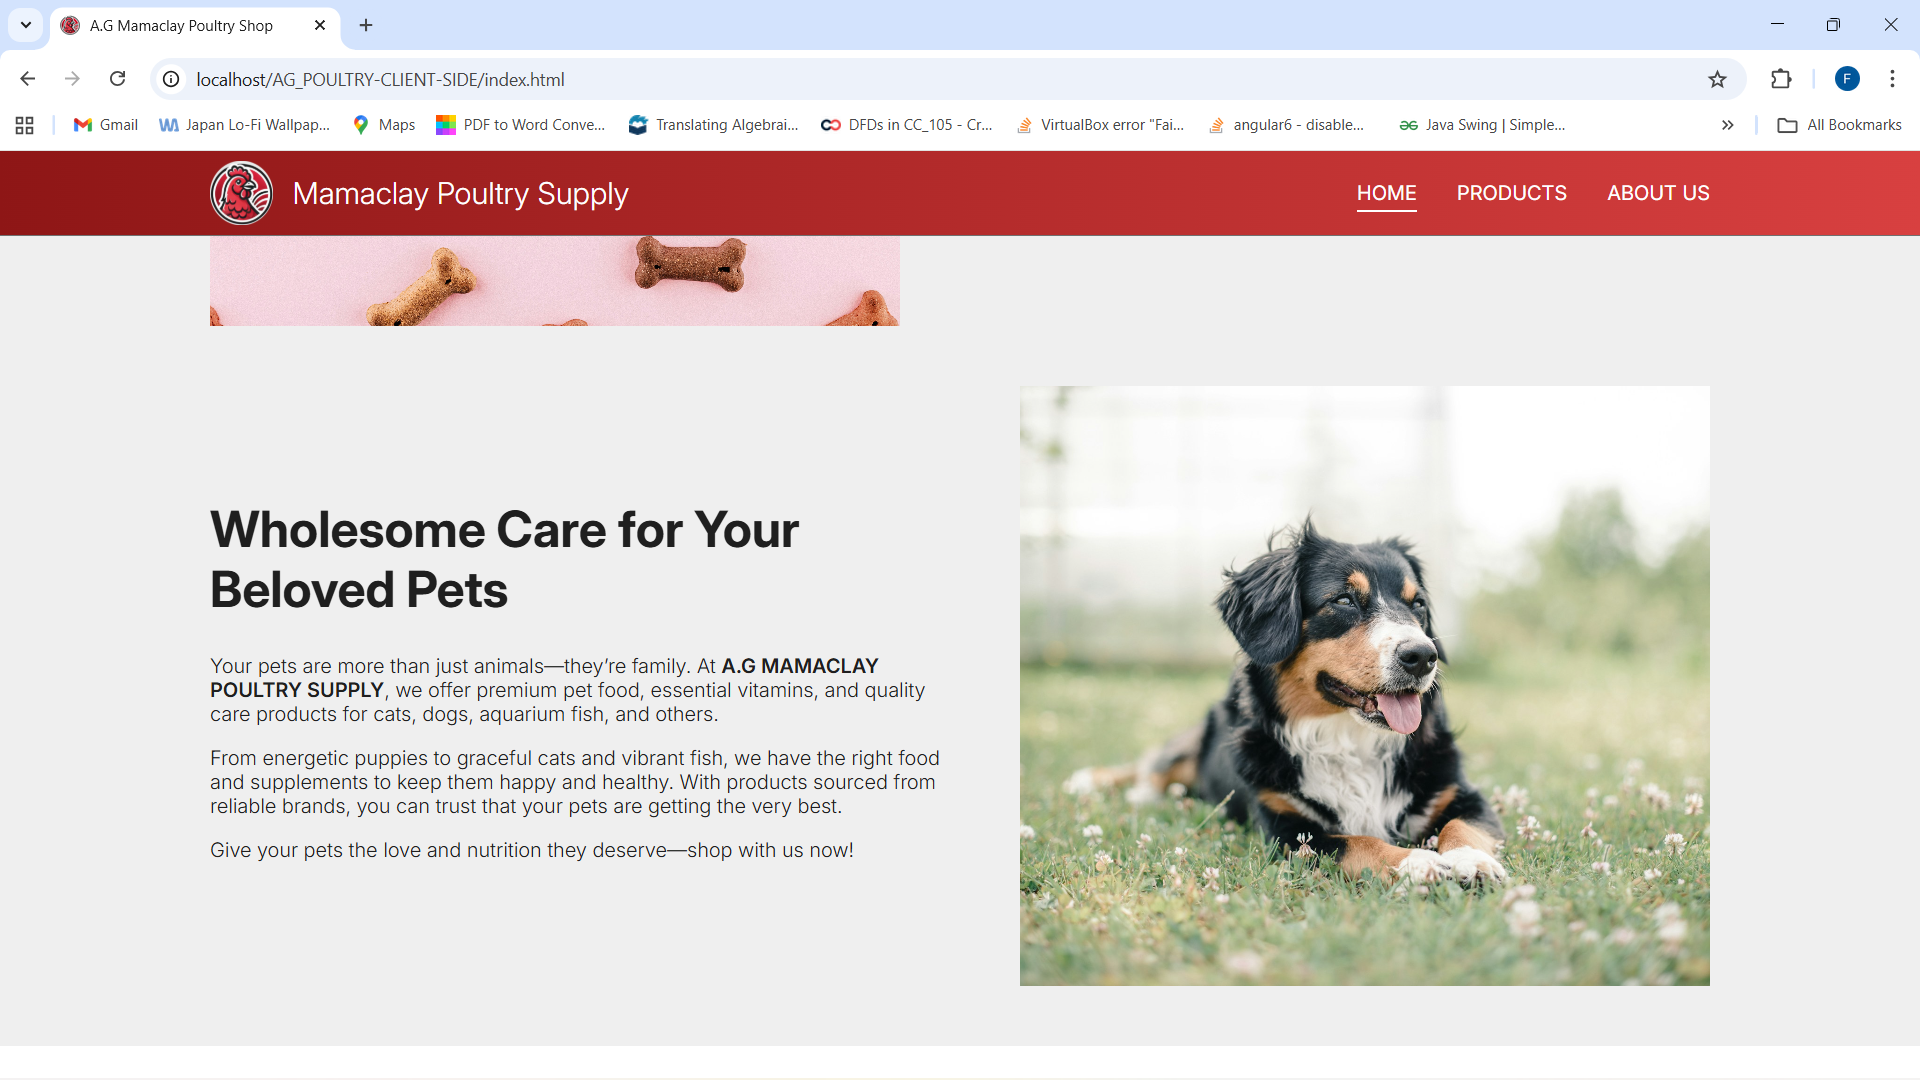 A.G Mamaclay Poultry Shop
localhost/AG_POULTRY-CLIENT-SIDE/index.html
F
Gmail
Japan Lo-Fi Wallpap...
Maps
PDF to Word Conve...
Translating Algebrai...
DFDs in CC_105 - Cr...
VirtualBox error "Fai...
angular6 - disable...
Java Swing | Simple...
All Bookmarks
Mamaclay Poultry Supply
HOME
PRODUCTS
ABOUT US
Wholesome Care for Your
Beloved Pets
Your pets are more than just animals—they’re family. At A.G MAMACLAY
POULTRY SUPPLY, we offer premium pet food, essential vitamins, and quality
care products for cats, dogs, aquarium fish, and others.
From energetic puppies to graceful cats and vibrant fish, we have the right food
and supplements to keep them happy and healthy. With products sourced from
reliable brands, you can trust that your pets are getting the very best.
Give your pets the love and nutrition they deserve—shop with us now!